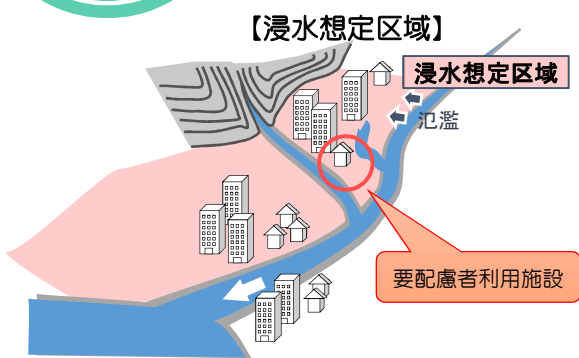 【浸水想定区域】
浸水想定区域
氾濫
要配慮者利用施設